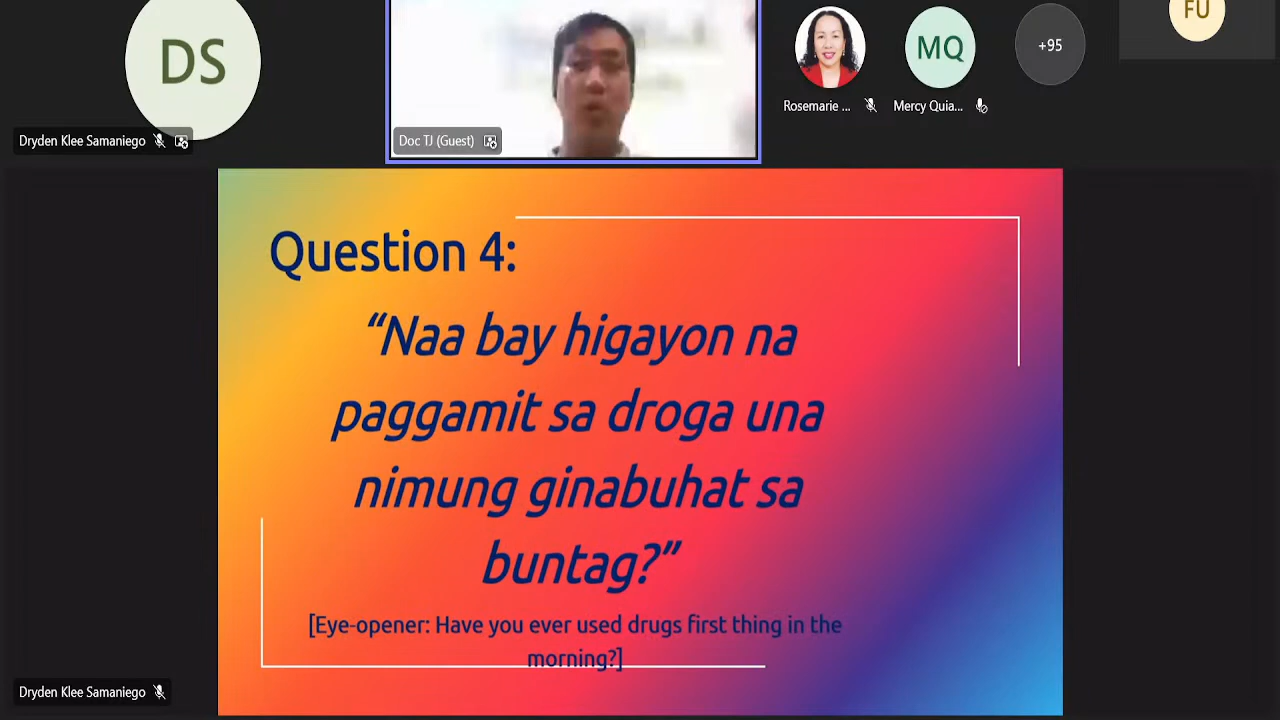 DS
Dryden Klee Samaniego
Doc TJ (Guest)
Rosemarie ...
MQ
Mercy Quia...
+95
FU
Question 4:
“Naa bay higayon na
paggamit sa droga una
nimung ginabuhat sa
buntag?”
[Eye-opener: Have you ever used drugs first thing in the
morning?]
Dryden Klee Samaniego